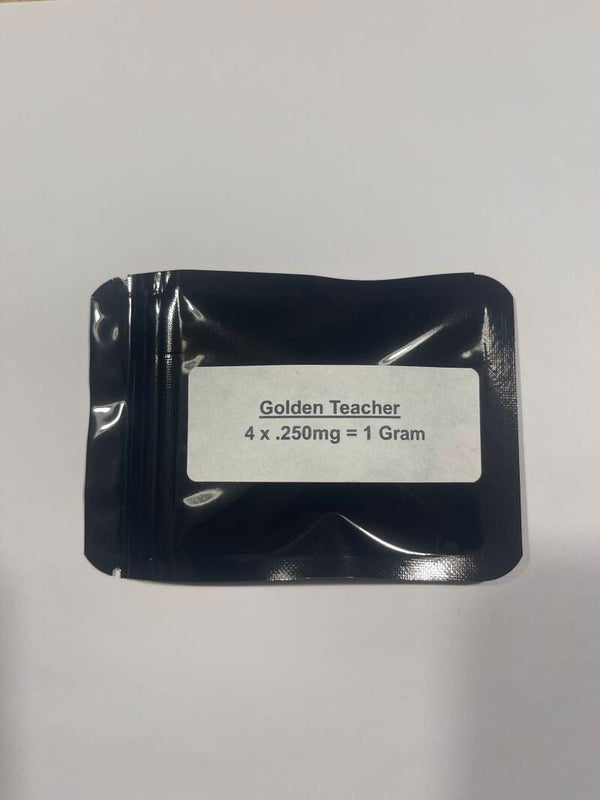 Golden Teacher
4 x .250mg = 1 Gram